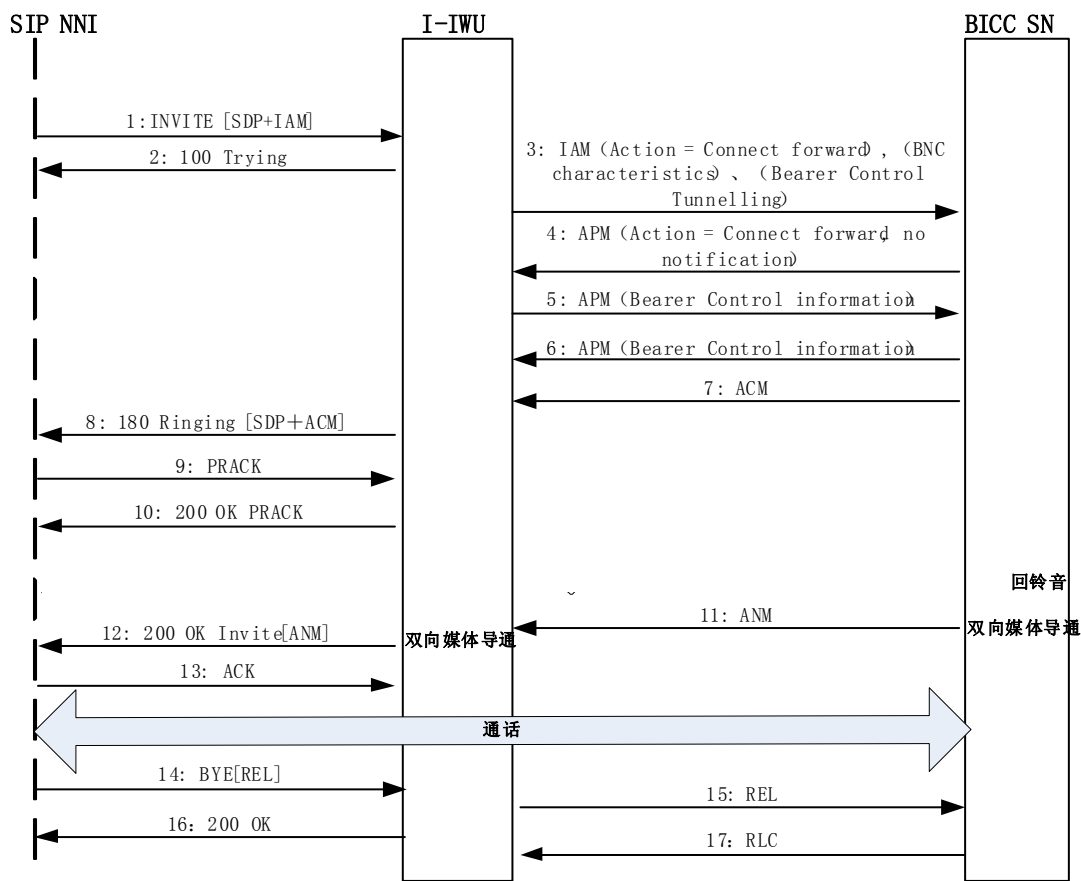 SIP NNI
I-IWU
BICC SN
1:INVITE [SDP+IAM]
2: 100 Trying
3: IAM (Action = Connect forward) , (BNC
characteristics) 、 (Bearer Control
Tunnelling)
4: APM (Action = Connect forward, no
notification)
5: APM (Bearer Control information)
6: APM (Bearer Control information)
7: ACM
8: 180 Ringing [SDP+ACM]
9: PRACK
10: 200 OK PRACK
回铃音
11: ANM
12: 200 OK Invite[ANM]
双向媒体导通
双向媒体导通
13: ACK
通话
14: BYE[REL]
15: REL
16: 200 OK
17: RLC